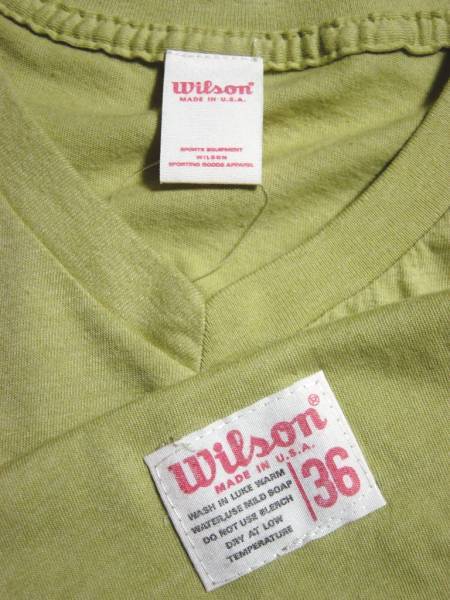 Wilson
MADE IN U.S.A.
SPORTS EQUIPMENT
WILSON
SPORTING GOODS APPAREL
Wilson®
MADE IN U.S.A.
WASH IN LUKE WARM
WATER,USE MILD SOAP
DO NOT USE BLERCH
DRY AT LOW
TEMPERATURE
36